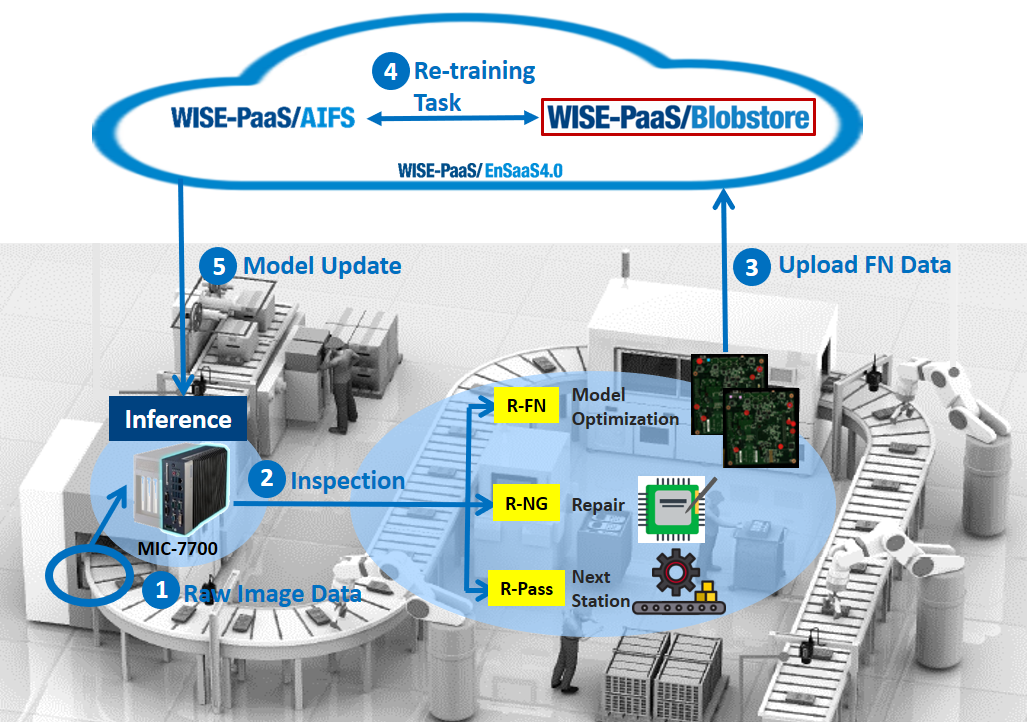 4 Re-training
Task
WISE-PaaS/AIFS
WISE-PaaS/Blobstore
WISE-PaaS/EnSaaS4.0
5 Model Update
3 Upload FN Data
Inference
R-FN
Model
Optimization
2 Inspection
R-NG
Repair
MIC-7700
1 Raw Image Data
R-Pass
Next
Station